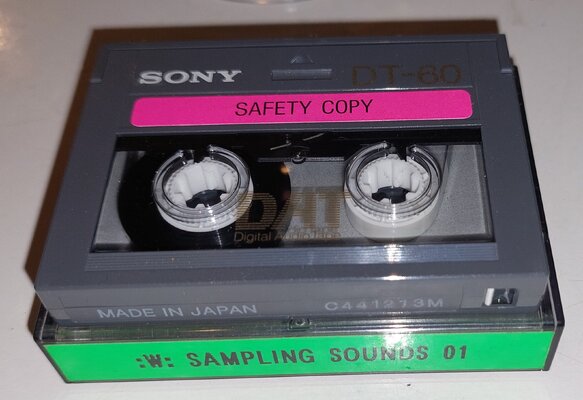 SONY DT-60
SAFETY COPY
DAT
Digital Audio Tape
MADE IN JAPAN C441213M
:W: SAMPLING SOUNDS 01